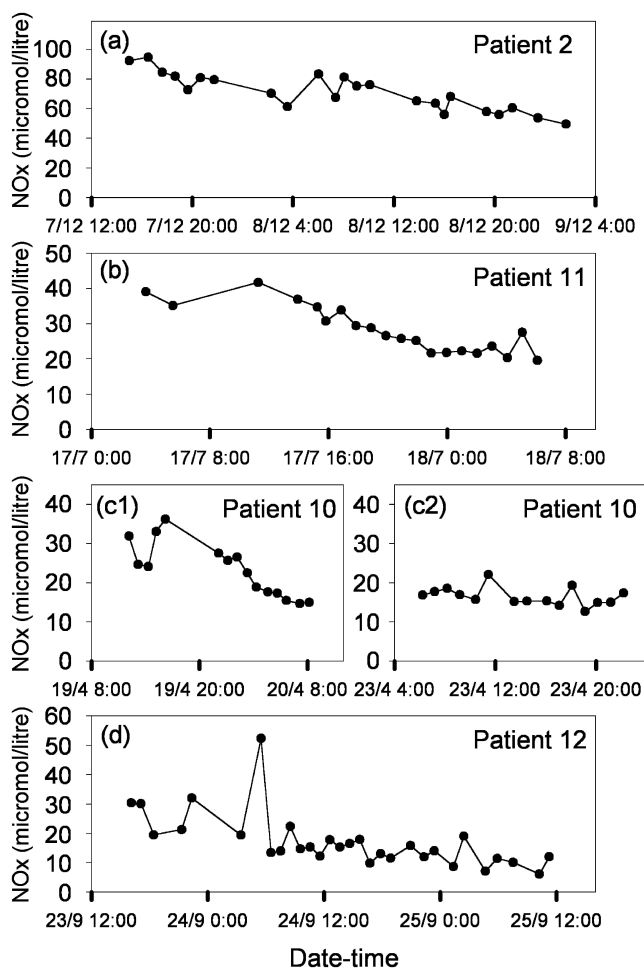 (a) Patient 2
NOx (micromol/litre)
100
80
60
40
20
0
7/12 12:00 7/12 20:00 8/12 4:00 8/12 12:00 8/12 20:00 9/12 4:00
(b) Patient 11
NOx (micromol/litre)
50
40
30
20
10
0
17/7 0:00 17/7 8:00 17/7 16:00 18/7 0:00 18/7 8:00
(c1) Patient 10
NOx (micromol/litre)
40
30
20
10
0
19/4 8:00 19/4 20:00 20/4 8:00
(c2) Patient 10
40
30
20
10
0
23/4 4:00 23/4 12:00 23/4 20:00
(d) Patient 12
NOx (micromol/litre)
60
50
40
30
20
10
0
23/9 12:00 24/9 0:00 24/9 12:00 25/9 0:00 25/9 12:00
Date-time